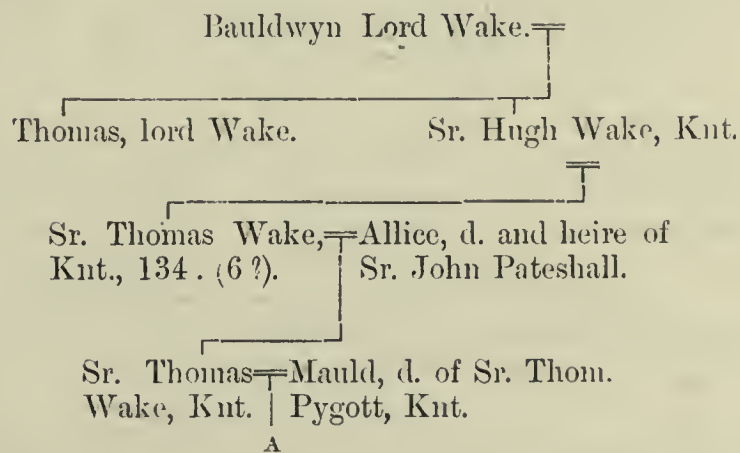 Bauldwyn Lord Wake.
Thomas, lord Wake.
Sr. Hugh Wake, Knt.
Sr. Thomas Wake,
Knt., 134 . (6 ?).
Allice, d. and heire of
Sr. John Pateshall.
Sr. Thomas
Wake, Knt.
Mauld, d. of Sr. Thom.
Pygott, Knt.
A